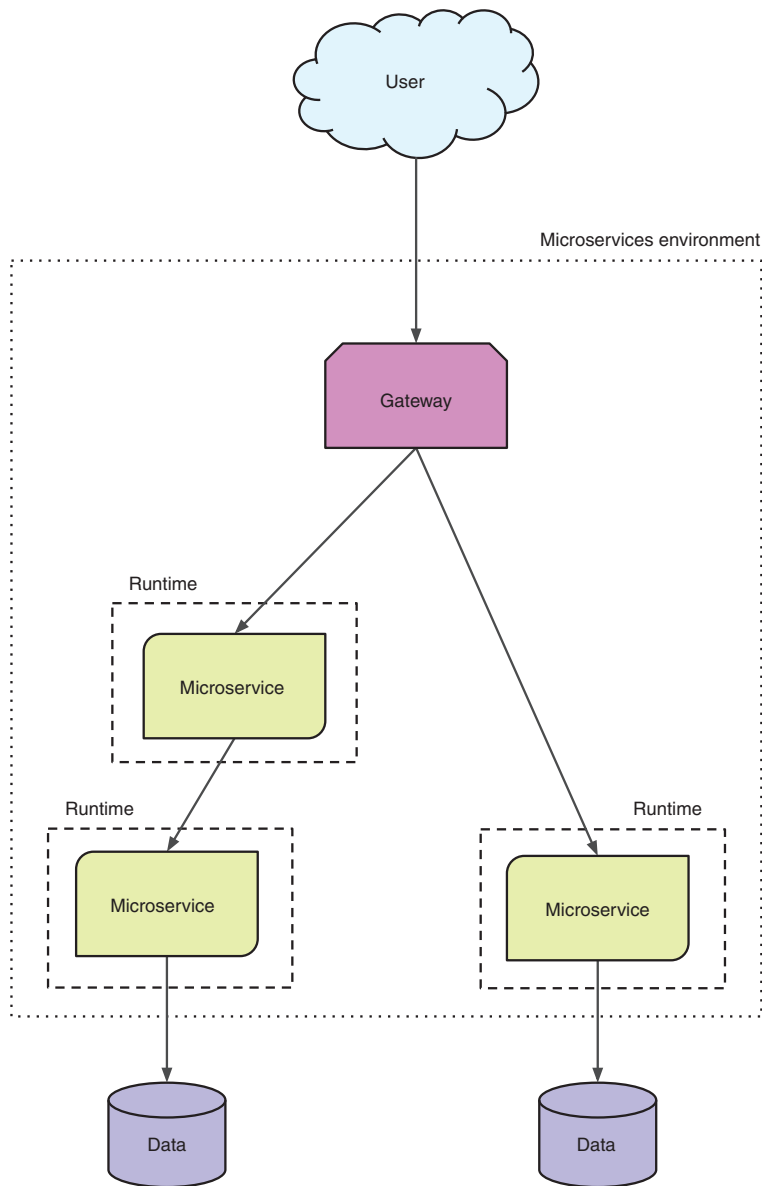 User
Microservices environment
Gateway
Runtime
Microservice
Runtime
Runtime
Microservice
Microservice
Data
Data